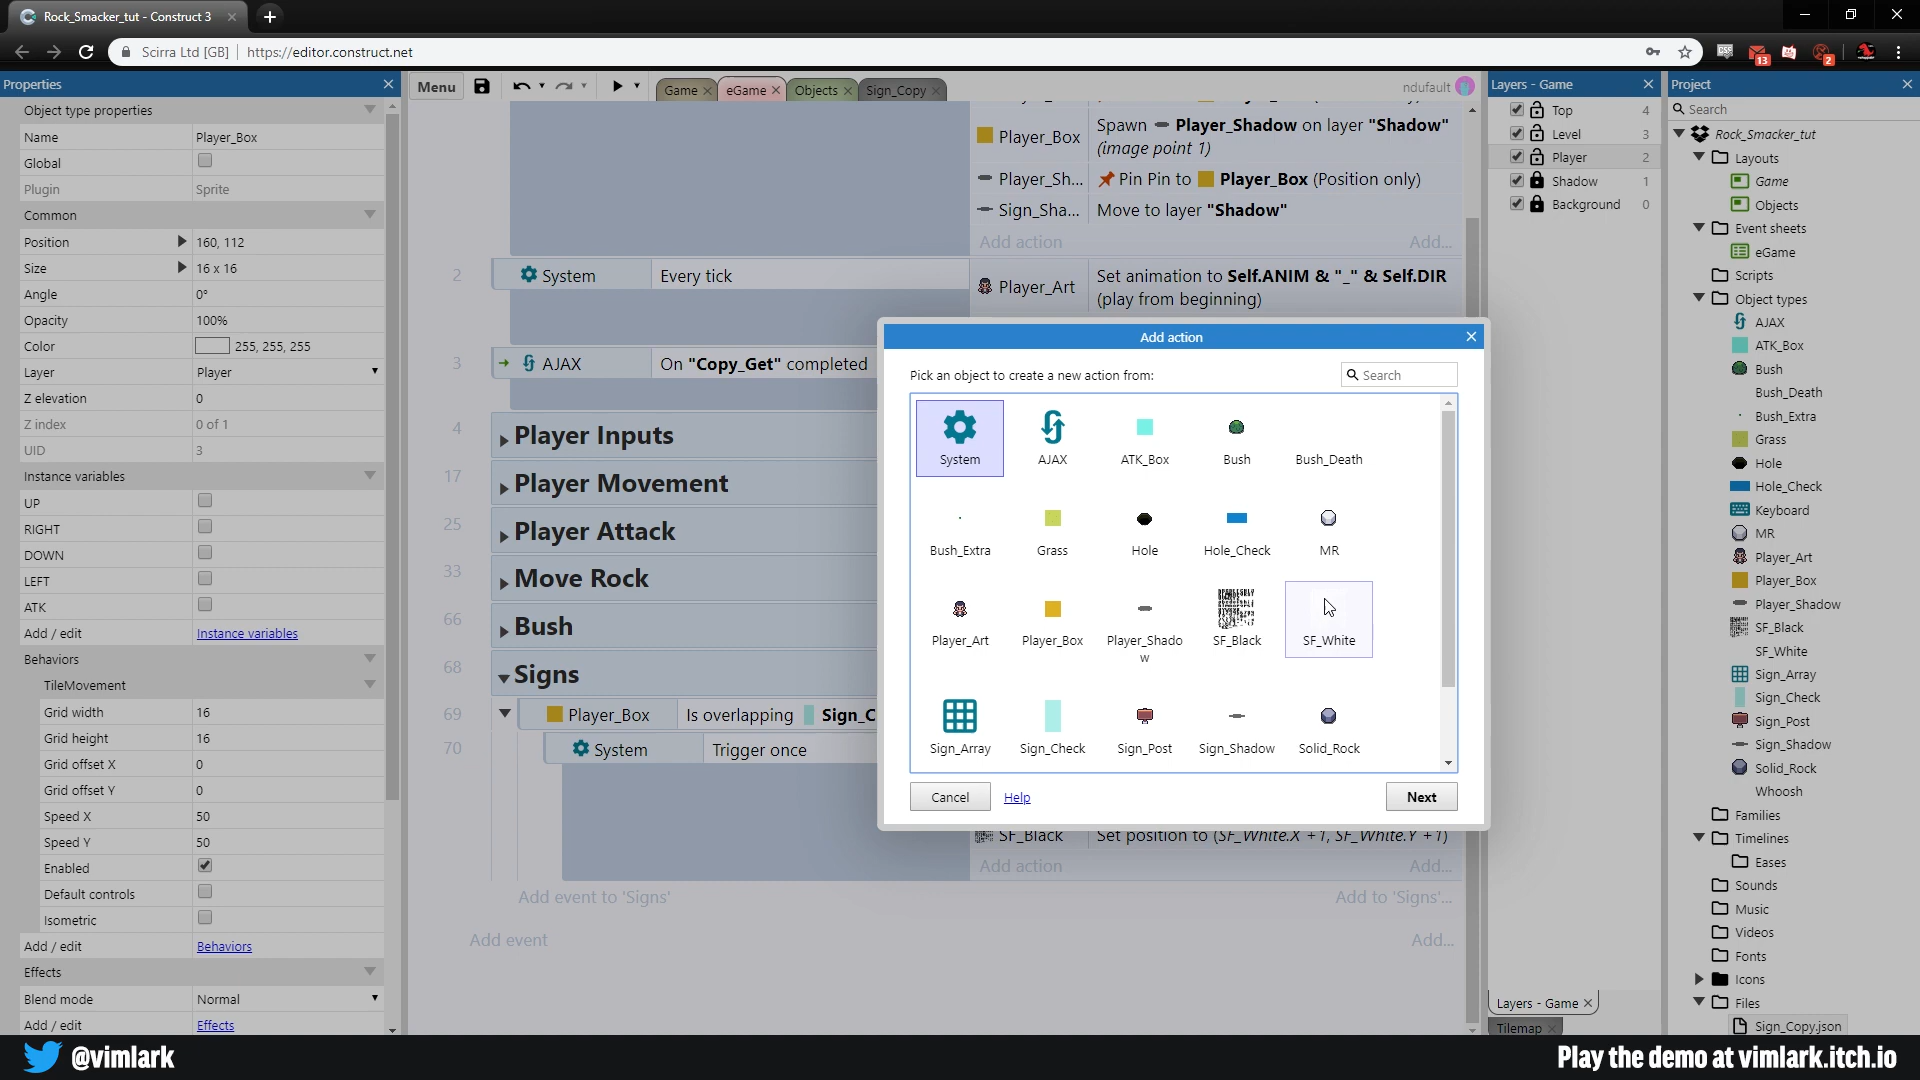 Rock_Smacker_tut - Construct 3
Scirra Ltd [GB] | https://editor.construct.net
13
2
Properties
Object type properties
Name Player_Box
Global
Plugin Sprite
Common
Position 160, 112
Size 16 x 16
Angle 0°
Opacity 100%
Color 255, 255, 255
Layer Player
Z elevation 0
Z index 0 of 1
UID 3
Instance variables
UP
RIGHT
DOWN
LEFT
ATK
Add / edit Instance variables
Behaviors
TileMovement
Grid width 16
Grid height 16
Grid offset X 0
Grid offset Y 0
Speed X 50
Speed Y 50
Enabled
Default controls
Isometric
Add / edit Behaviors
Effects
Blend mode Normal
Add / edit Effects
Menu
Game
eGame
Objects
Sign_Copy
ndufault
Player_Box Spawn Player_Shadow on layer "Shadow" (image point 1)
Player_Sh... Pin Pin to Player_Box (Position only)
Sign_Sha... Move to layer "Shadow"
Add action Add...
2 System Every tick
Player_Art Set animation to Self.ANIM & "_" & Self.DIR (play from beginning)
3 AJAX On "Copy_Get" completed
4 Player Inputs
17 Player Movement
25 Player Attack
33 Move Rock
66 Bush
68 Signs
69 Player_Box Is overlapping Sign_C
70 System Trigger once
SF_Black Set position to (SF_White.X +1, SF_White.Y +1)
Add action Add...
Add event to 'Signs' Add to 'Signs'...
Add event Add...
Add action
Pick an object to create a new action from:
Search
System AJAX ATK_Box Bush Bush_Death
Bush_Extra Grass Hole Hole_Check MR
Player_Art Player_Box Player_Shadow SF_Black SF_White
Sign_Array Sign_Check Sign_Post Sign_Shadow Solid_Rock
Cancel Help Next
Layers - Game
Top 4
Level 3
Player 2
Shadow 1
Background 0
Layers - Game
Tilemap
Project
Search
Rock_Smacker_tut
Layouts
Game
Objects
Event sheets
eGame
Scripts
Object types
AJAX
ATK_Box
Bush
Bush_Death
Bush_Extra
Grass
Hole
Hole_Check
Keyboard
MR
Player_Art
Player_Box
Player_Shadow
SF_Black
SF_White
Sign_Array
Sign_Check
Sign_Post
Sign_Shadow
Solid_Rock
Whoosh
Families
Timelines
Eases
Sounds
Music
Videos
Fonts
Icons
Files
Sign_Copy.json
@vimlark
Play the demo at vimlark.itch.io